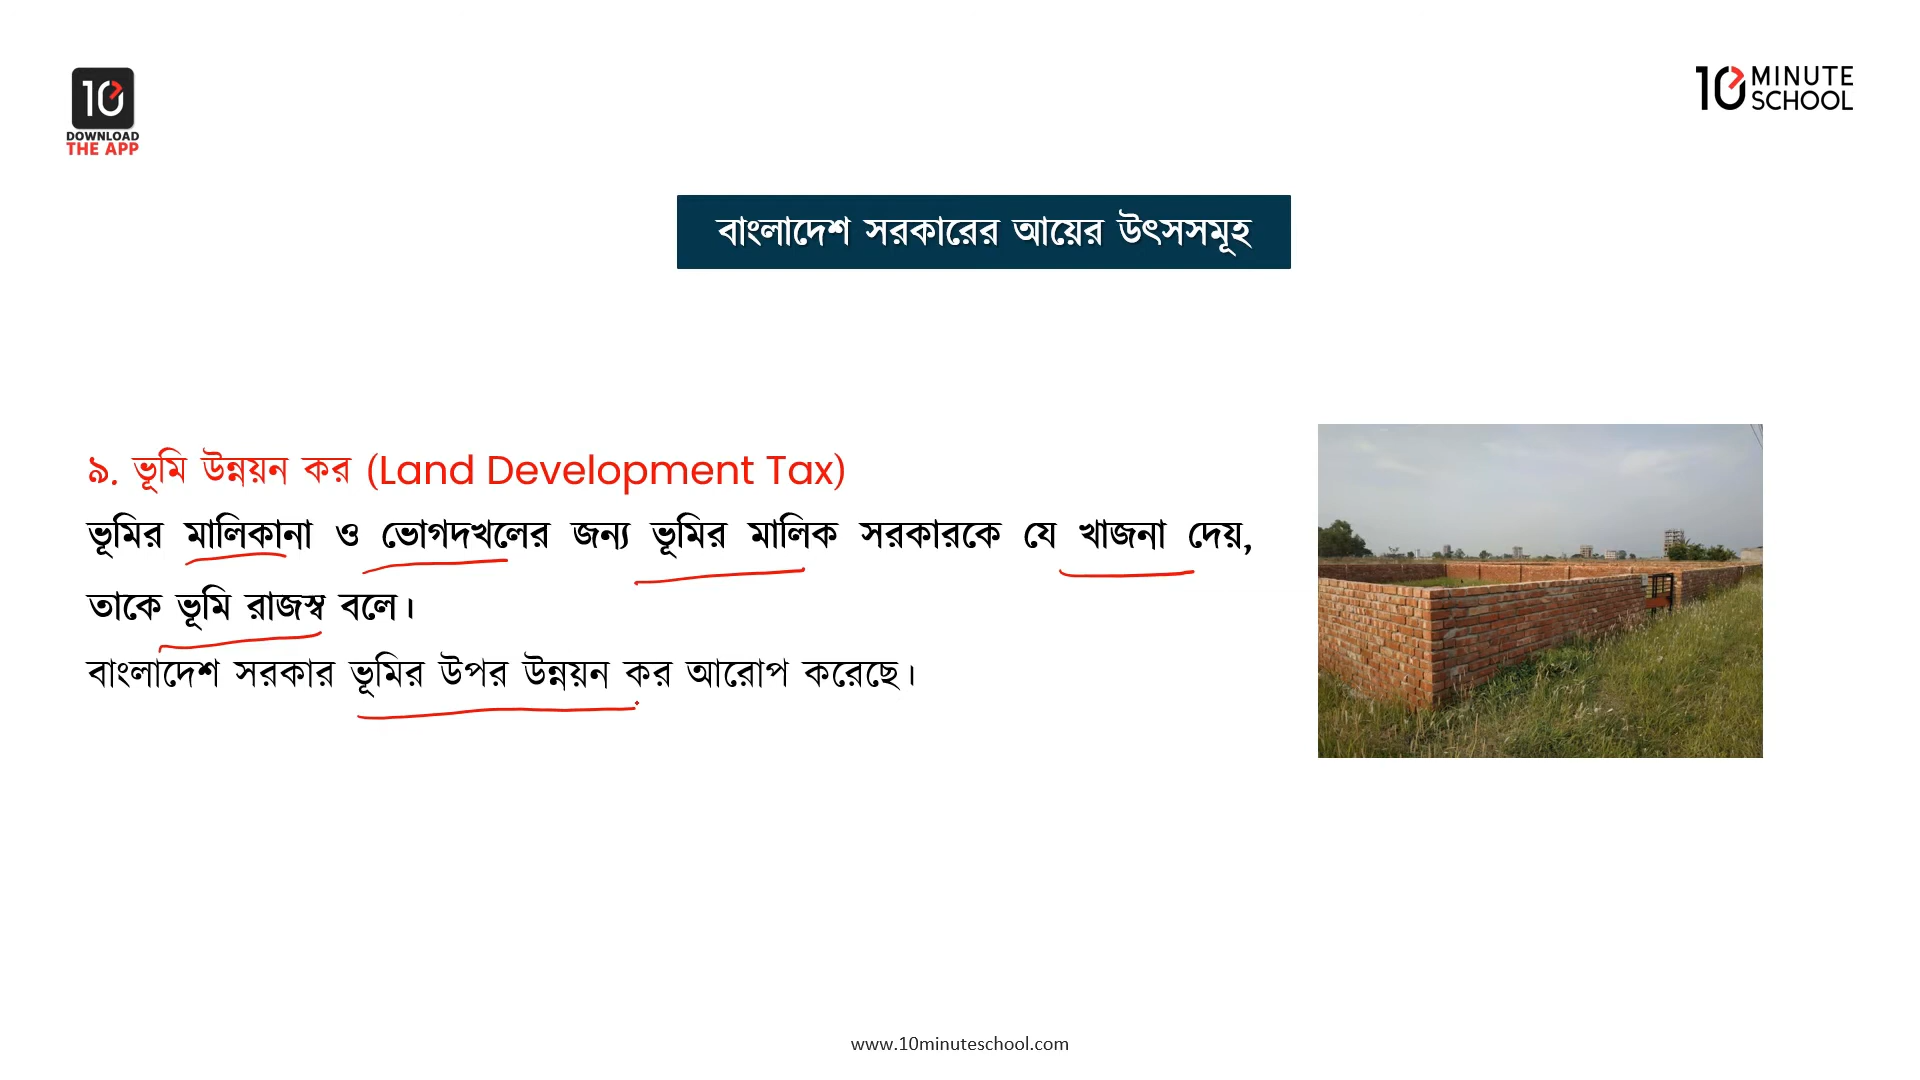 10
DOWNLOAD
THE APP
10 MINUTE
SCHOOL
বাংলাদেশ সরকারের আয়ের উৎসসমূহ
৯. ভূমি উন্নয়ন কর (Land Development Tax)
ভূমির মালিকানা ও ভোগদখলের জন্য ভূমির মালিক সরকারকে যে খাজনা দেয়,
তাকে ভূমি রাজস্ব বলে।
বাংলাদেশ সরকার ভূমির উপর উন্নয়ন কর আরোপ করেছে।
www.10minuteschool.com